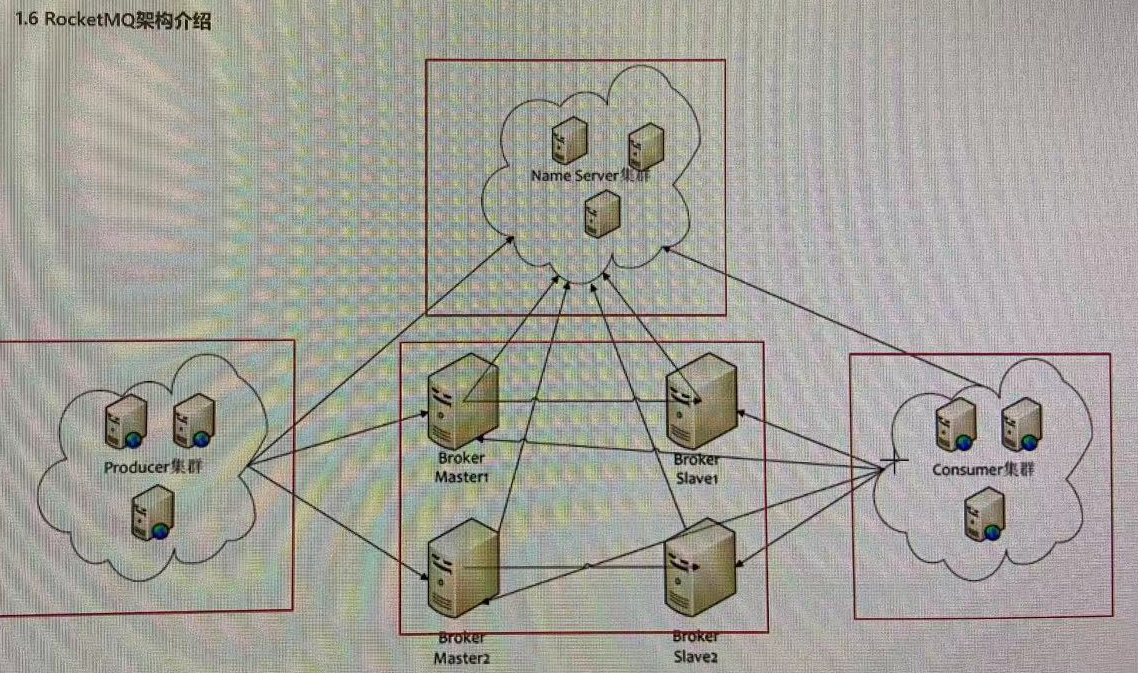 1.6 RocketMQ架构介绍
Name Server集群
Producer集群
Broker
Master1
Broker
Slave1
Consumer集群
Broker
Master2
Broker
Slave2